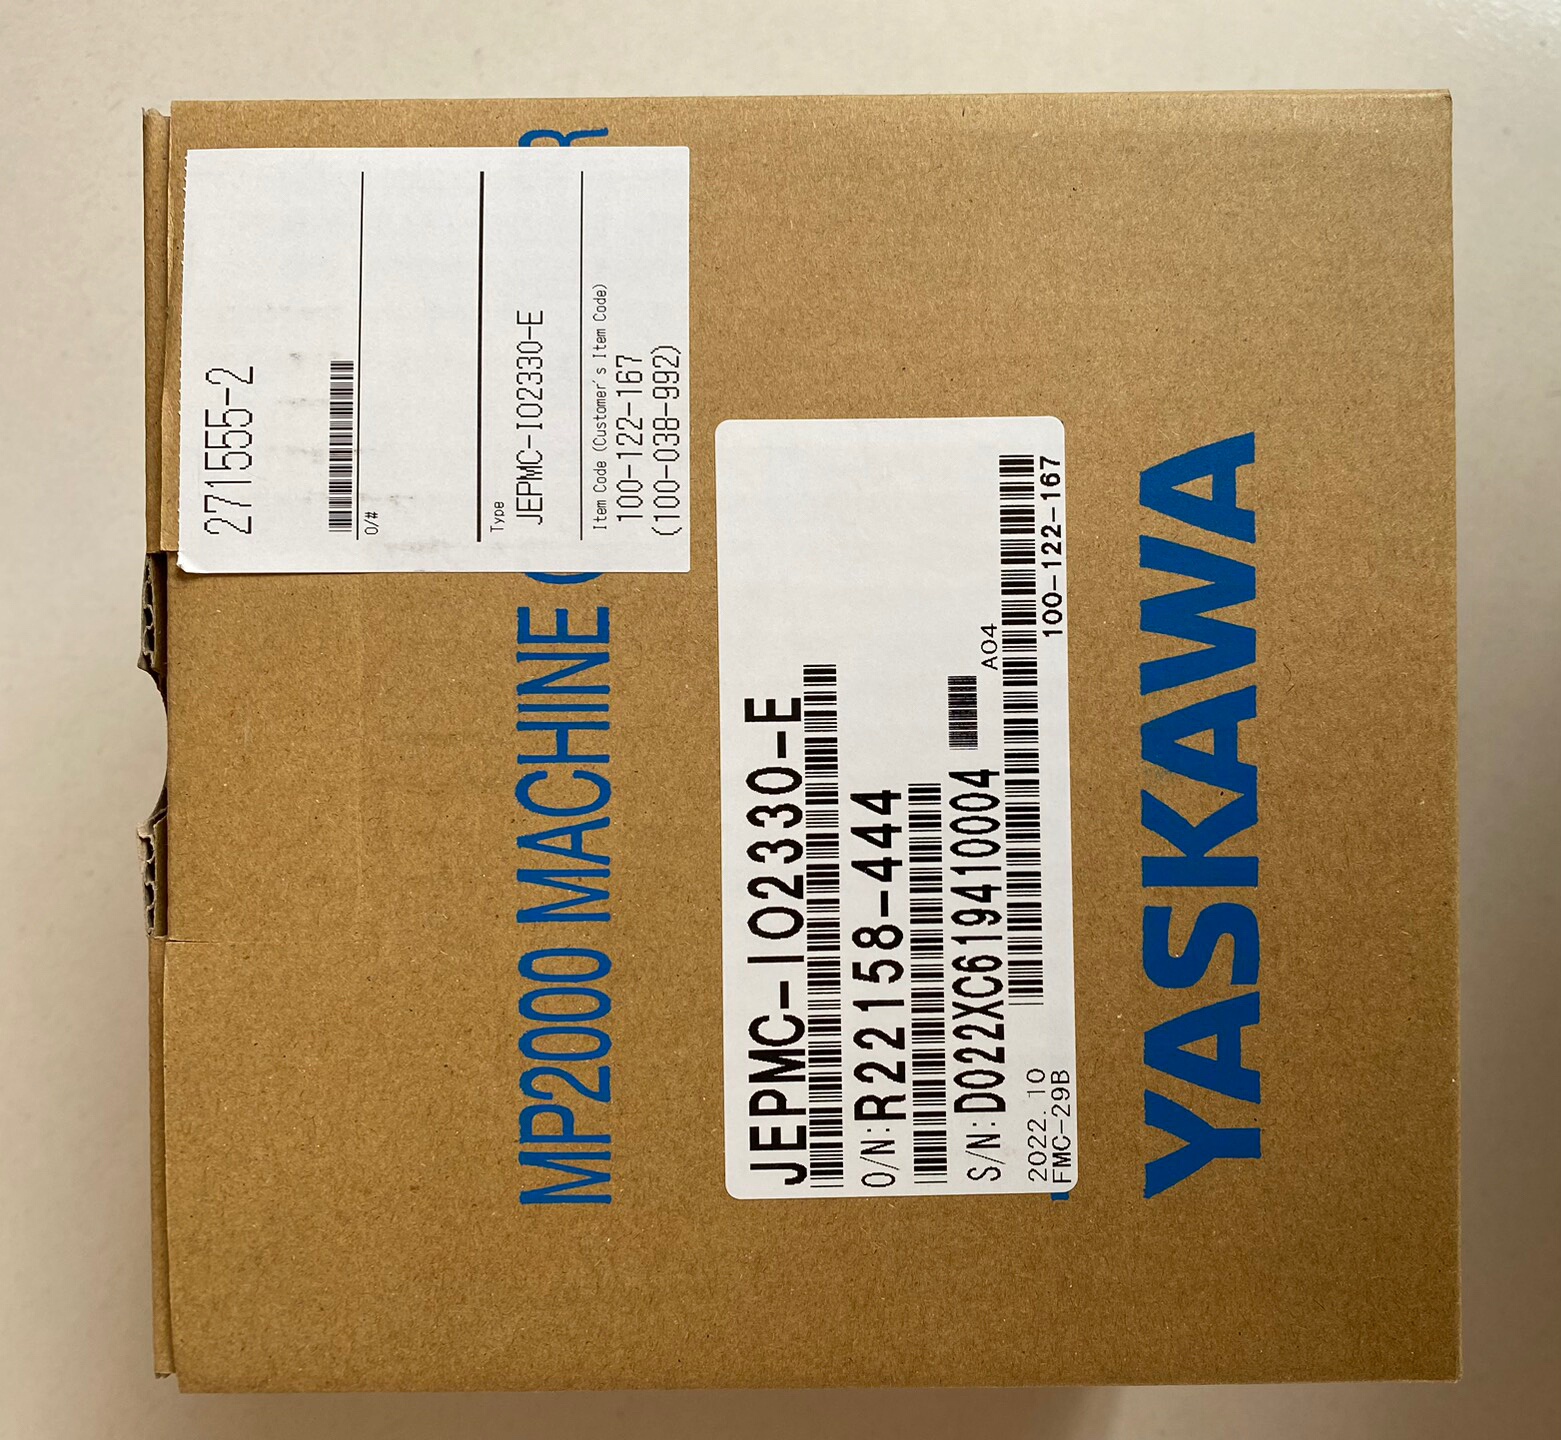 271555-2
O/#
Type
JEPMC-IO2330-E
Item Code (Customer's Item Code)
100-122-167
(100-038-992)
MP2000 MACHINE
JEPMC-IO2330-E
O/N:R22158-444
S/N:D022XC619410004
A04
2022.10
FMC-29B
100-122-167
YASKAWA